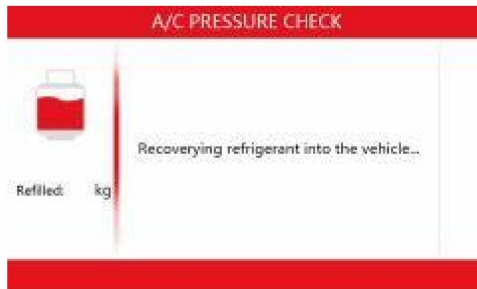 A/C PRESSURE CHECK
Recoverying refrigerant into the vehicle...
Refilled: kg